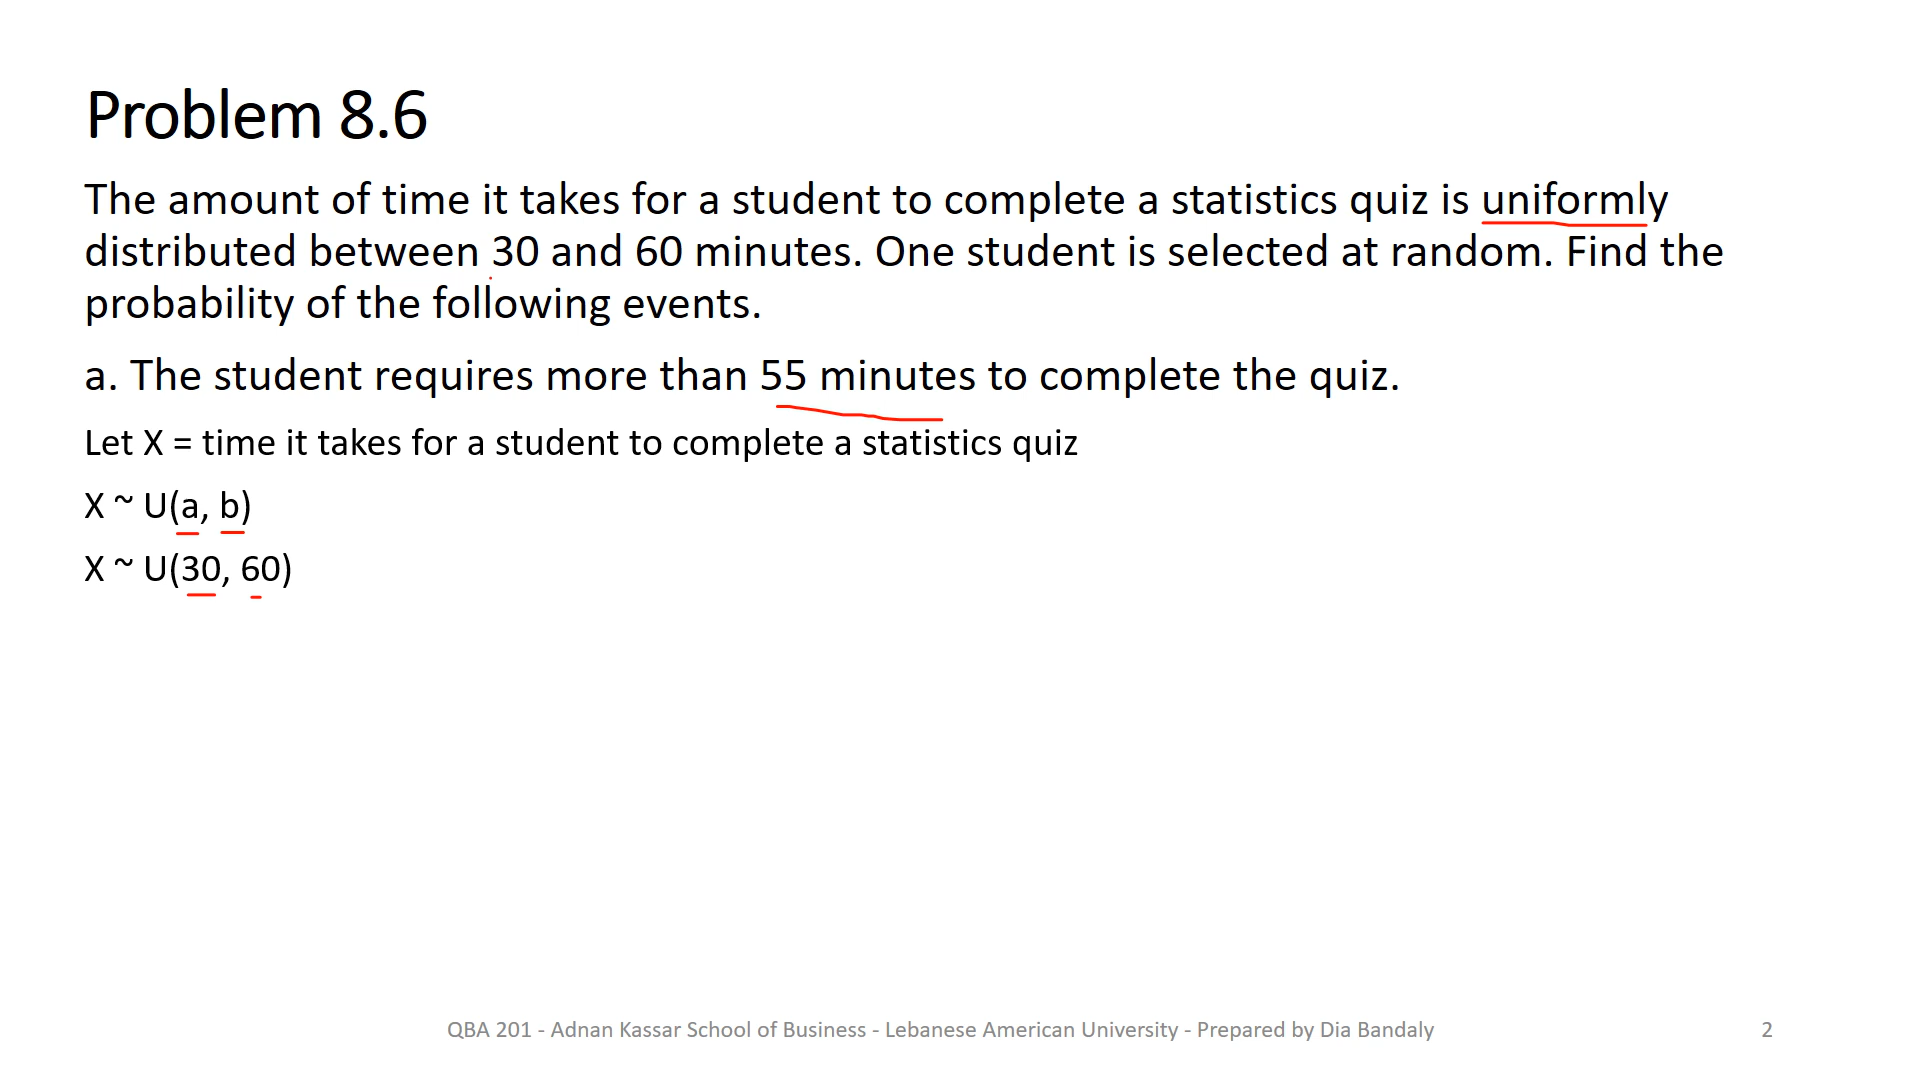 Problem 8.6
The amount of time it takes for a student to complete a statistics quiz is uniformly
distributed between 30 and 60 minutes. One student is selected at random. Find the
probability of the following events.
a. The student requires more than 55 minutes to complete the quiz.
Let X = time it takes for a student to complete a statistics quiz
X ~ U(a, b)
X ~ U(30, 60)
QBA 201 - Adnan Kassar School of Business - Lebanese American University - Prepared by Dia Bandaly
2